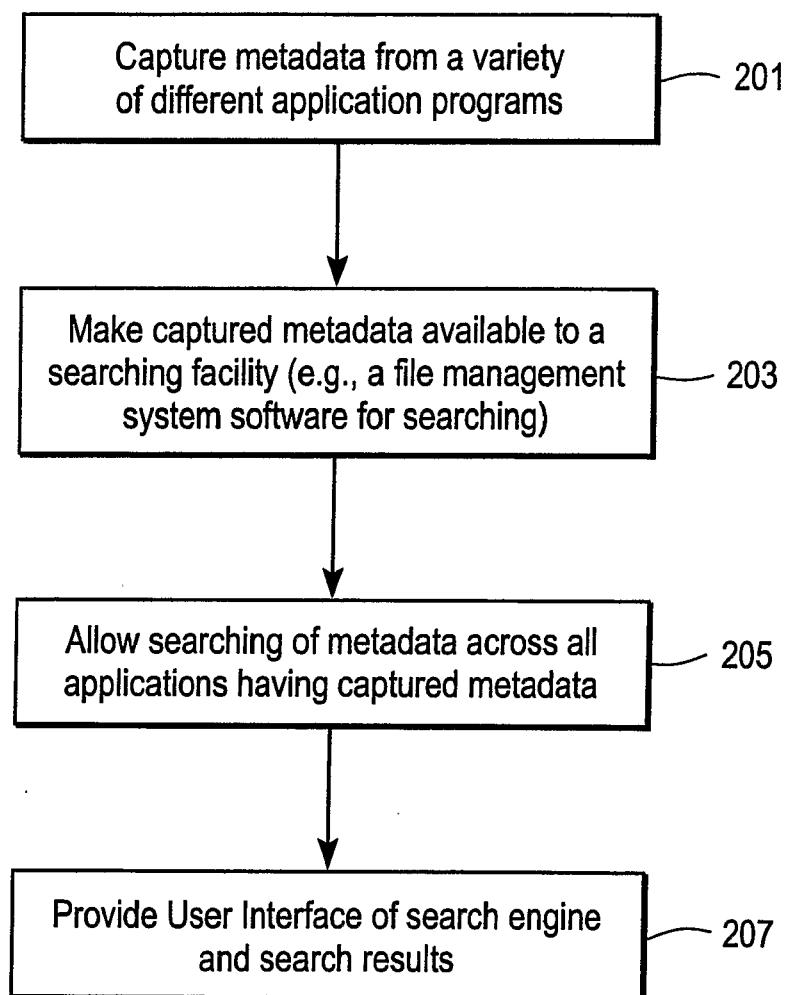 Capture metadata from a variety
of different application programs
201
Make captured metadata available to a
searching facility (e.g., a file management
system software for searching)
203
Allow searching of metadata across all
applications having captured metadata
205
Provide User Interface of search engine
and search results
207